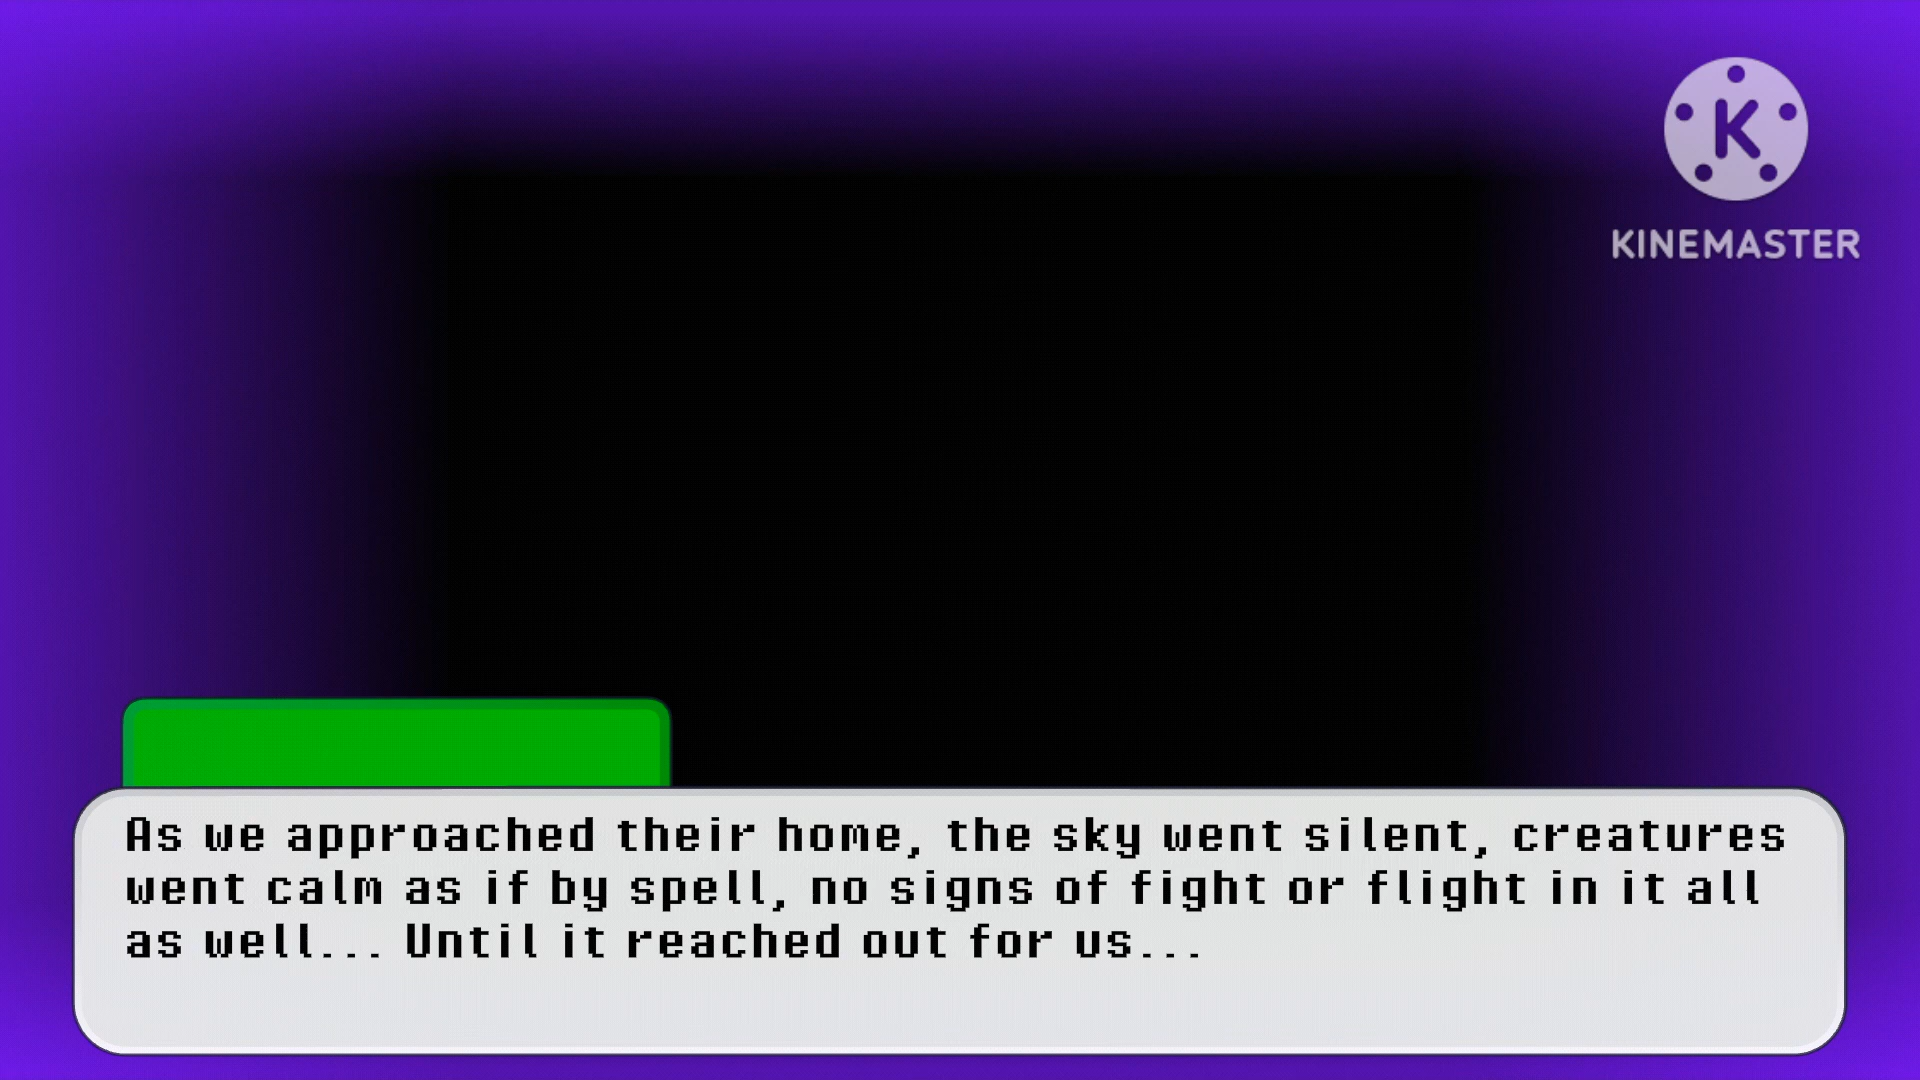 K
KINEMASTER
As we approached their home, the sky went silent, creatures
went calm as if by spell, no signs of fight or flight in it all
as well... Until it reached out for us...